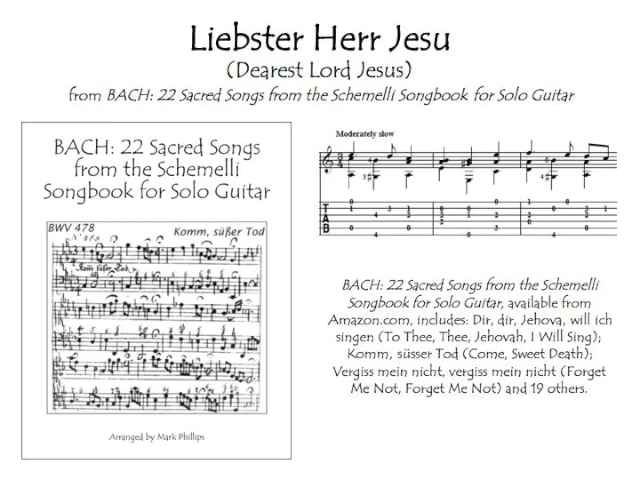 Liebster Herr Jesu
(Dearest Lord Jesus)
from BACH: 22 Sacred Songs from the Schemelli Songbook for Solo Guitar
BACH: 22 Sacred Songs
from the Schemelli
Songbook for Solo Guitar
BWV 478
Komm, süßer Tod
Arranged by Mark Phillips
Moderately slow
BACH: 22 Sacred Songs from the Schemelli
Songbook for Solo Guitar, available from
Amazon.com, includes: Dir, dir, Jehova, will ich
singen (To Thee, Thee, Jehovah, I Will Sing);
Komm, süsser Tod (Come, Sweet Death);
Vergiss mein nicht, vergiss mein nicht (Forget
Me Not, Forget Me Not) and 19 others.